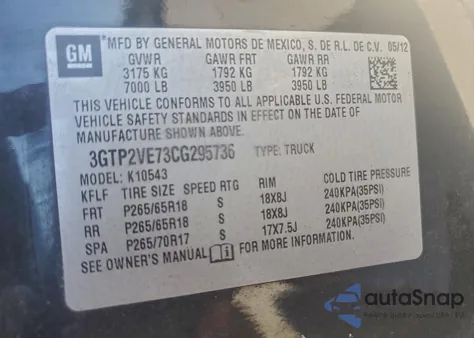 GM
MFD BY GENERAL MOTORS DE MEXICO, S. DE R.L. DE C.V. 05/12
GVWR GAWR FRT GAWR RR
3175 KG 1792 KG 1792 KG
7000 LB 3950 LB 3950 LB
THIS VEHICLE CONFORMS TO ALL APPLICABLE U.S. FEDERAL MOTOR
VEHICLE SAFETY STANDARDS IN EFFECT ON THE DATE OF
MANUFACTURE SHOWN ABOVE.
3GTP2VE73CG295736 TYPE: TRUCK
MODEL: K10543
KFLF TIRE SIZE SPEED RTG RIM COLD TIRE PRESSURE
FRT P265/65R18 S 18X8J 240KPA(35PSI)
RR P265/65R18 S 18X8J 240KPA(35PSI)
SPA P265/70R17 S 17X7.5J 240KPA(35PSI)
SEE OWNER'S MANUAL FOR MORE INFORMATION.
autaSnap